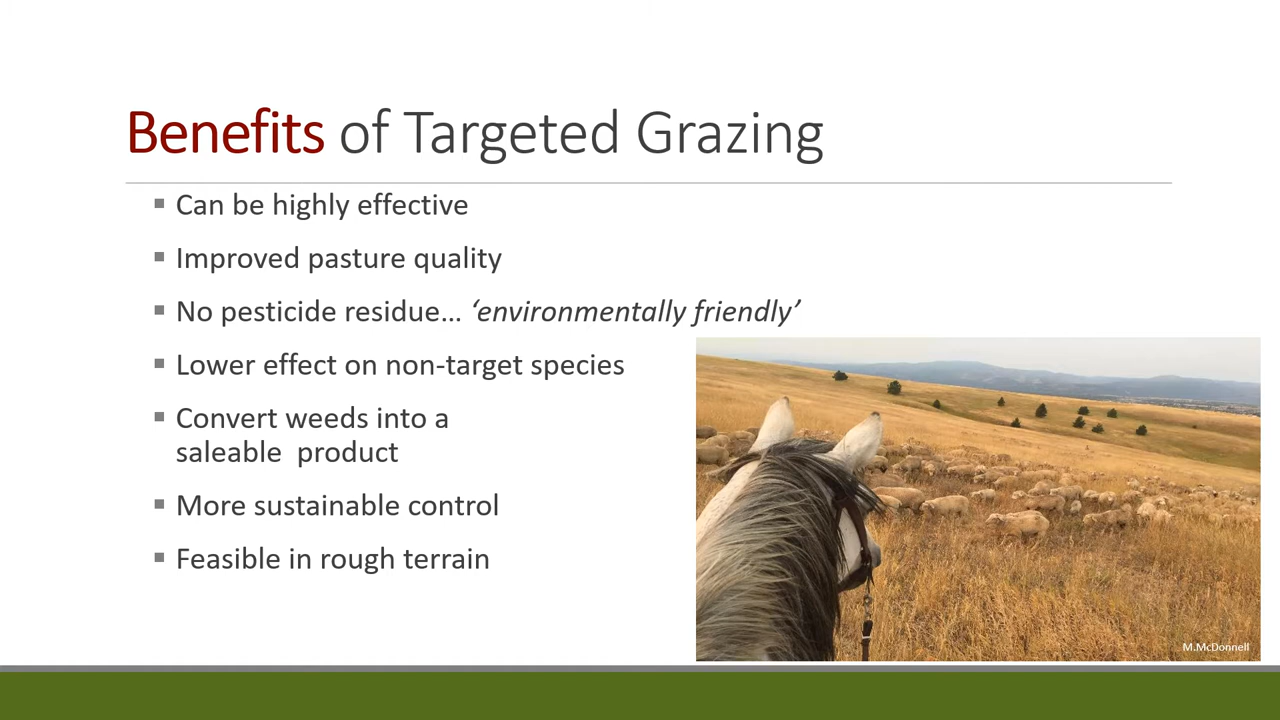 Benefits of Targeted Grazing
▪ Can be highly effective
▪ Improved pasture quality
▪ No pesticide residue… ‘environmentally friendly’
▪ Lower effect on non-target species
▪ Convert weeds into a
saleable  product
▪ More sustainable control
▪ Feasible in rough terrain
M.McDonnell